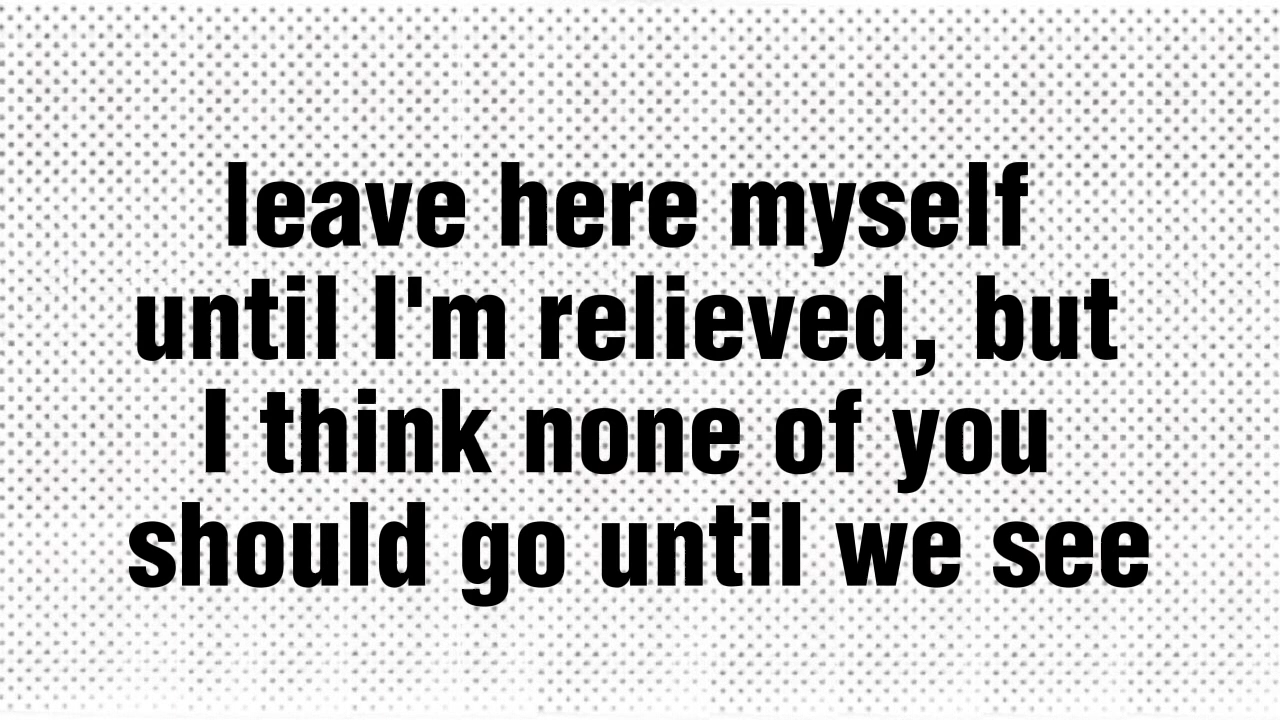 leave here myself
until I'm relieved, but
I think none of you
should go until we see